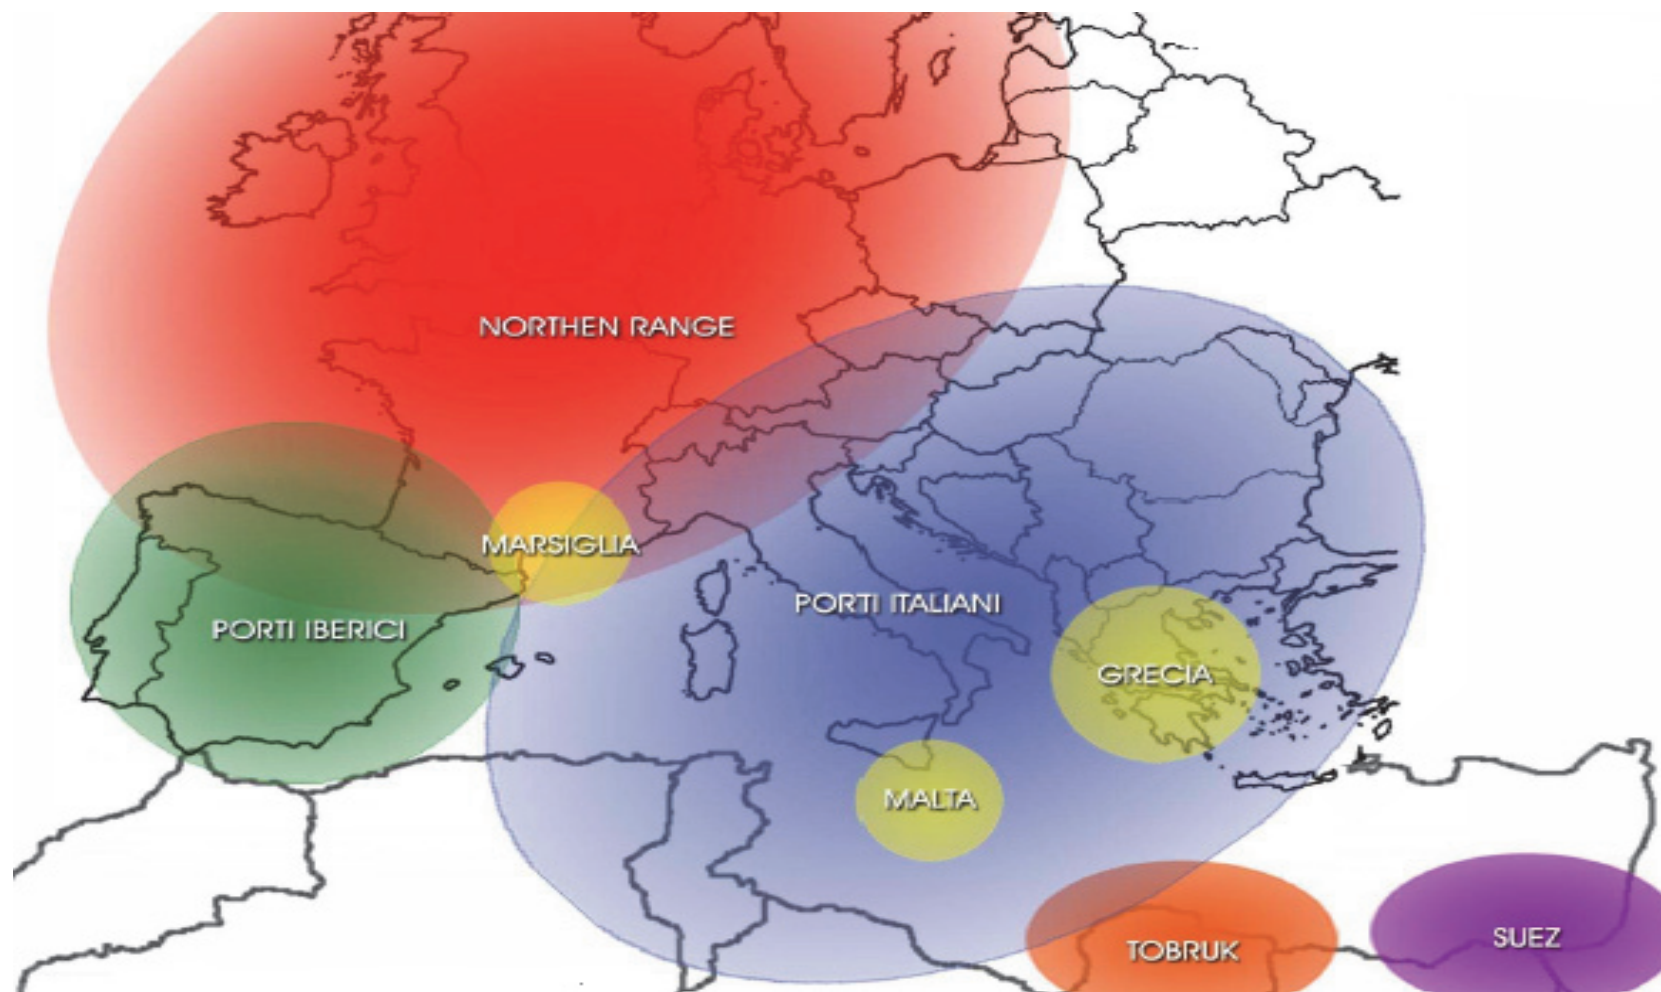 NORTHEN RANGE
MARSIGLIA
PORTI ITALIANI
PORTI IBERICI
GRECIA
MALTA
TOBRUK
SUEZ